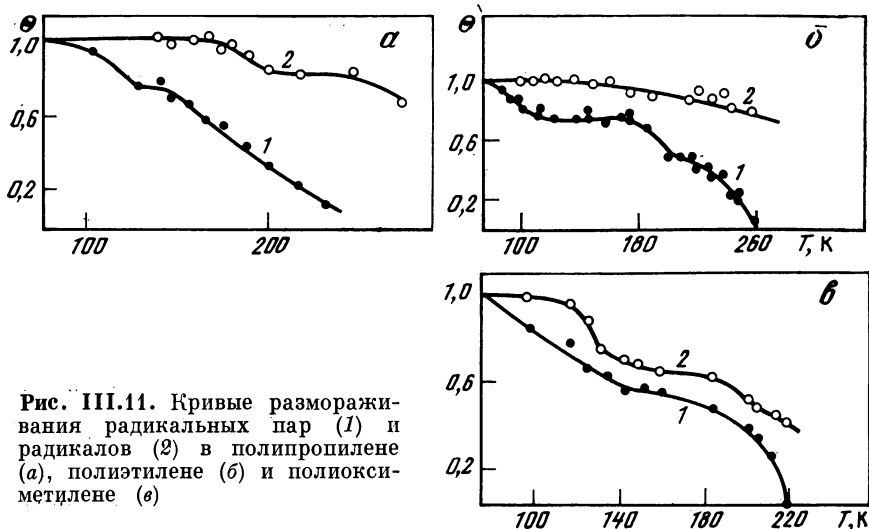 Θ
1,0
0,6
0,2
100
200
а
2
1
Θ
1,0
0,6
0,2
100
180
260
T, К
б
2
1
Θ
1,0
0,6
0,2
100
140
180
220
T, К
в
2
1
Рис. III.11. Кривые разморажи-
вания радикальных пар (1) и
радикалов (2) в полипропилене
(а), полиэтилене (б) и полиокси-
метилене (в)